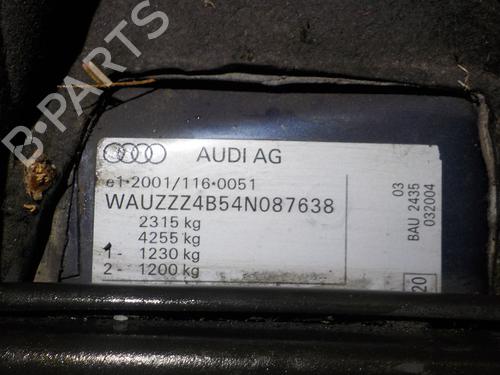 B-PARTS
AUDI AG
e1*2001/116*0051
WAUZZZ4B54N087638
2315 kg
4255 kg
1 - 1230 kg
2 - 1200 kg
03
BAU 2435
032004
20